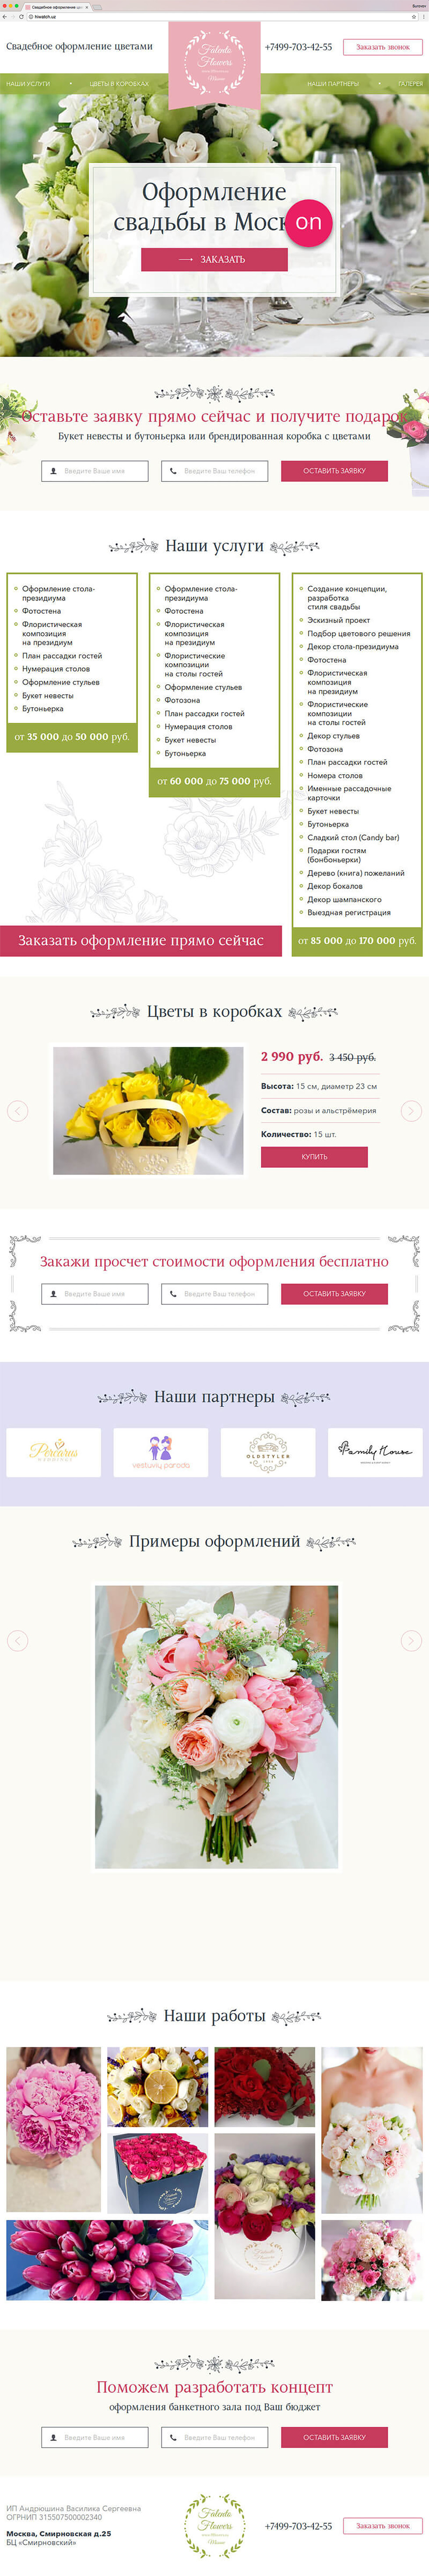 Свадебное оформление цве
Hiwatch.uz
Свадебное оформление цветами
Talento
Flowers
+7499-703-42-55
Заказать звонок
НАШИ УСЛУГИ • ЦВЕТЫ В КОРОБКАХ
НАШИ ПАРТНЕРЫ • ГАЛЕРЕЯ
Оформление
свадьбы в Моск
on
ЗАКАЗАТЬ
Оставьте заявку прямо сейчас и получите подарок
Букет невесты и бутоньерка или брендированная коробка с цветами
Введите Ваше имя
Введите Ваш телефон
ОСТАВИТЬ ЗАЯВКУ
Наши услуги
Оформление стола-
президиума
Фотостена
Флористическая
композиция
на президиум
План рассадки гостей
Нумерация столов
Оформление стульев
Букет невесты
Бутоньерка
от 35 000 до 50 000 руб.
Оформление стола-
президиума
Фотостена
Флористическая
композиция
на президиум
Флористические
композиции
на столы гостей
Оформление стульев
Фотозона
План рассадки гостей
Нумерация столов
Букет невесты
Бутоньерка
от 60 000 до 75 000 руб.
Создание концепции,
разработка
стиля свадьбы
Эскизный проект
Подбор цветового решения
Декор стола-президиума
Фотостена
Флористическая
композиция
на президиум
Флористические
композиции
на столы гостей
Декор стульев
Фотозона
План рассадки гостей
Номера столов
Именные рассадочные
карточки
Букет невесты
Бутоньерка
Сладкий стол (Candy bar)
Подарки гостям
(бонбоньерки)
Дерево (книга) пожеланий
Декор бокалов
Декор шампанского
Выездная регистрация
от 85 000 до 170 000 руб.
Заказать оформление прямо сейчас
Цветы в коробках
2 990 руб. 3 450 руб.
Высота: 15 см, диаметр 23 см
Состав: розы и альстрёмерия
Количество: 15 шт.
КУПИТЬ
Закажи просчет стоимости оформления бесплатно
Введите Ваше имя
Введите Ваш телефон
ОСТАВИТЬ ЗАЯВКУ
Наши партнеры
vestuvių paroda
OLDSTYLER
Family House
Примеры оформлений
Наши работы
Поможем разработать концепт
оформления банкетного зала под Ваш бюджет
Введите Ваше имя
Введите Ваш телефон
ОСТАВИТЬ ЗАЯВКУ
ИП Андрюшина Василика Сергеевна
ОГРНИП 315507500002340
Москва, Смирновская д.25
БЦ «Смирновский»
Talento
Flowers
+7499-703-42-55
Заказать звонок